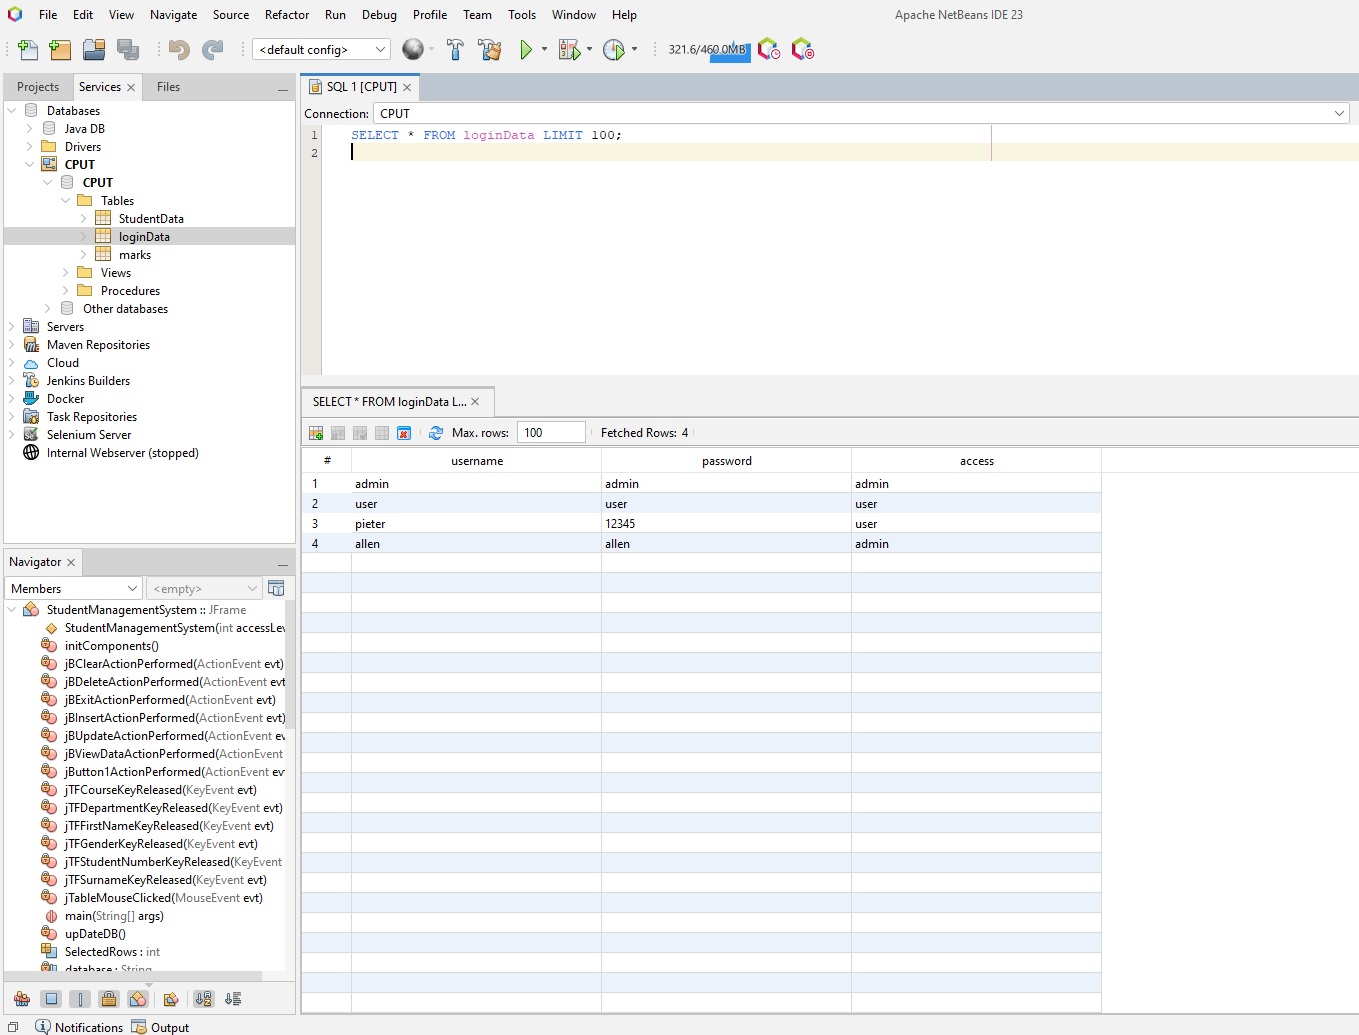 File Edit View Navigate Source Refactor Run Debug Profile Team Tools Window Help
Apache NetBeans IDE 23
<default config>
321.6/460.0MB
Projects Services Files
SQL 1 [CPUT]
Databases
Java DB
Drivers
CPUT
CPUT
Tables
StudentData
loginData
marks
Views
Procedures
Other databases
Servers
Maven Repositories
Cloud
Jenkins Builders
Docker
Task Repositories
Selenium Server
Internal Webserver (stopped)
Connection: CPUT
1 SELECT * FROM loginData LIMIT 100;
2
SELECT * FROM loginData L...
Max. rows: 100 Fetched Rows: 4
# username password access
1 admin admin admin
2 user user user
3 pieter 12345 user
4 allen allen admin
Navigator
Members <empty>
StudentManagementSystem :: JFrame
StudentManagementSystem(int accessLev
initComponents()
jBClearActionPerformed(ActionEvent evt)
jBDeleteActionPerformed(ActionEvent evt
jBExitActionPerformed(ActionEvent evt)
jBInsertActionPerformed(ActionEvent evt)
jBUpdateActionPerformed(ActionEvent ev
jBViewDataActionPerformed(ActionEvent
jButton1ActionPerformed(ActionEvent ev
jTFCourseKeyReleased(KeyEvent evt)
jTFDepartmentKeyReleased(KeyEvent evt)
jTFFirstNameKeyReleased(KeyEvent evt)
jTFGenderKeyReleased(KeyEvent evt)
jTFStudentNumberKeyReleased(KeyEvent
jTFSurnameKeyReleased(KeyEvent evt)
jTableMouseClicked(MouseEvent evt)
main(String[] args)
upDateDB()
SelectedRows : int
database : String
Notifications Output